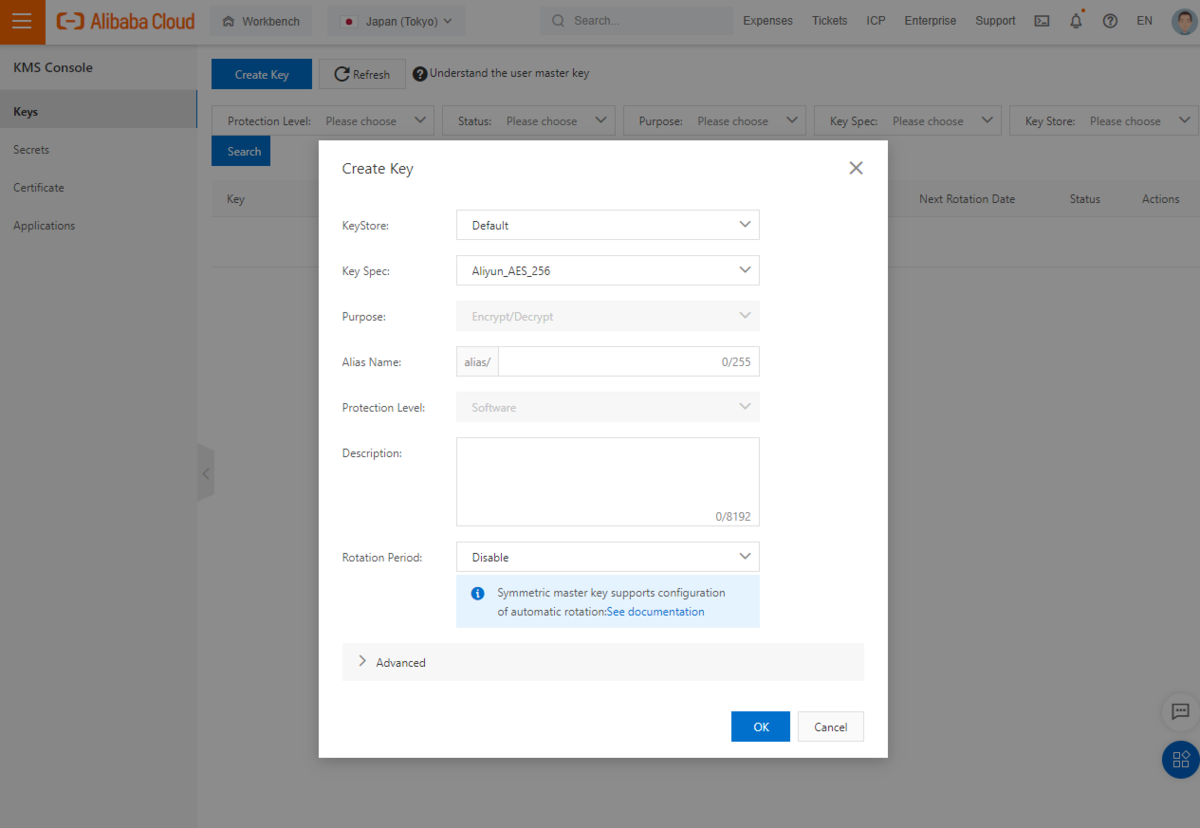 Alibaba Cloud Workbench Japan (Tokyo) Search... Expenses Tickets ICP Enterprise Support EN
KMS Console
Create Key Refresh Understand the user master key
Keys
Secrets
Certificate
Applications
Protection Level: Please choose Status: Please choose Purpose: Please choose Key Spec: Please choose Key Store: Please choose
Search
Key Next Rotation Date Status Actions
Create Key
KeyStore: Default
Key Spec: Aliyun_AES_256
Purpose: Encrypt/Decrypt
Alias Name: alias/ 0/255
Protection Level: Software
Description:
0/8192
Rotation Period: Disable
Symmetric master key supports configuration
of automatic rotation:See documentation
Advanced
OK Cancel